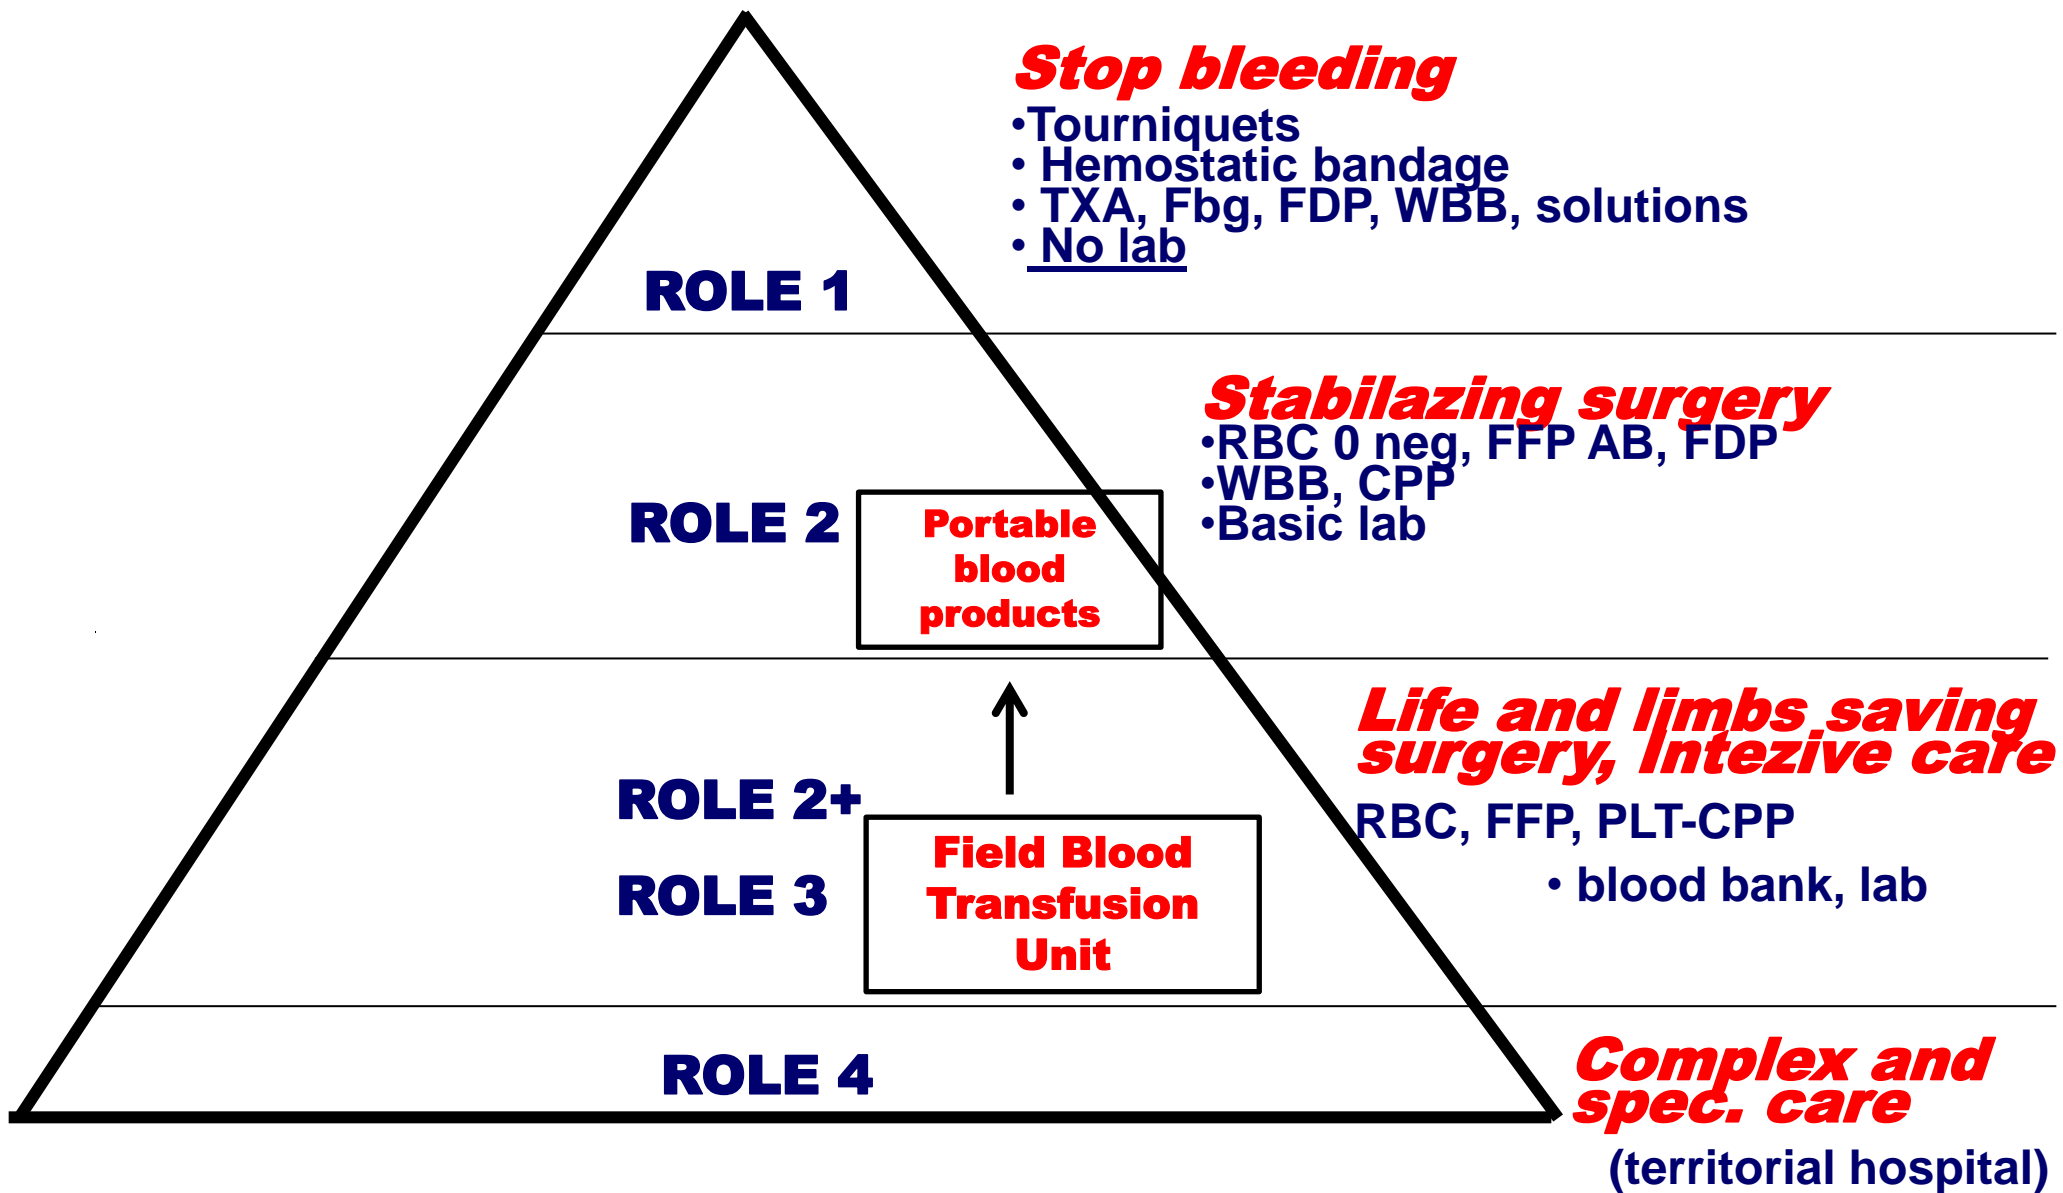 Stop bleeding
•Tourniquets
• Hemostatic bandage
• TXA, Fbg, FDP, WBB, solutions
• No lab
ROLE 1
Stabilazing surgery
•RBC 0 neg, FFP AB, FDP
•WBB, CPP
•Basic lab
ROLE 2
Portable
blood
products
Life and limbs saving
surgery, Intezive care
RBC, FFP, PLT-CPP
• blood bank, lab
ROLE 2+
ROLE 3
Field Blood
Transfusion
Unit
ROLE 4
Complex and
spec. care
(territorial hospital)